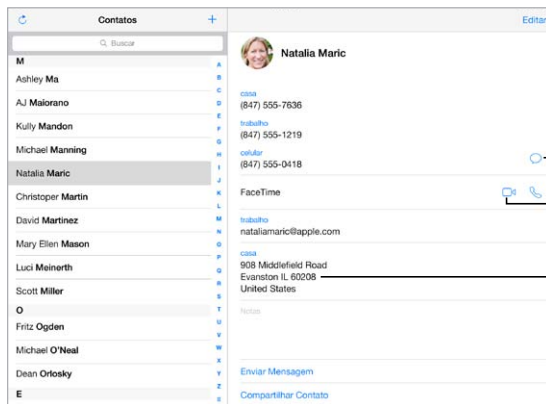 Contatos
+
Buscar
M
Ashley Ma
AJ Maiorano
Kully Mandon
Michael Manning
Natalia Maric
Christoper Martin
David Martinez
Mary Ellen Mason
Luci Meinerth
Scott Miller
O
Fritz Ogden
Michael O'Neal
Dean Orlosky
E
A
B
C
D
E
F
G
H
I
J
K
L
M
N
O
P
Q
R
S
T
U
V
W
X
Y
Z
Editar
Natalia Maric
casa
(847) 555-7636
trabalho
(847) 555-1219
celular
(847) 555-0418
FaceTime
trabalho
nataliamaric@apple.com
casa
908 Middlefield Road
Evanston IL 60208
United States
Notas
Enviar Mensagem
Compartilhar Contato